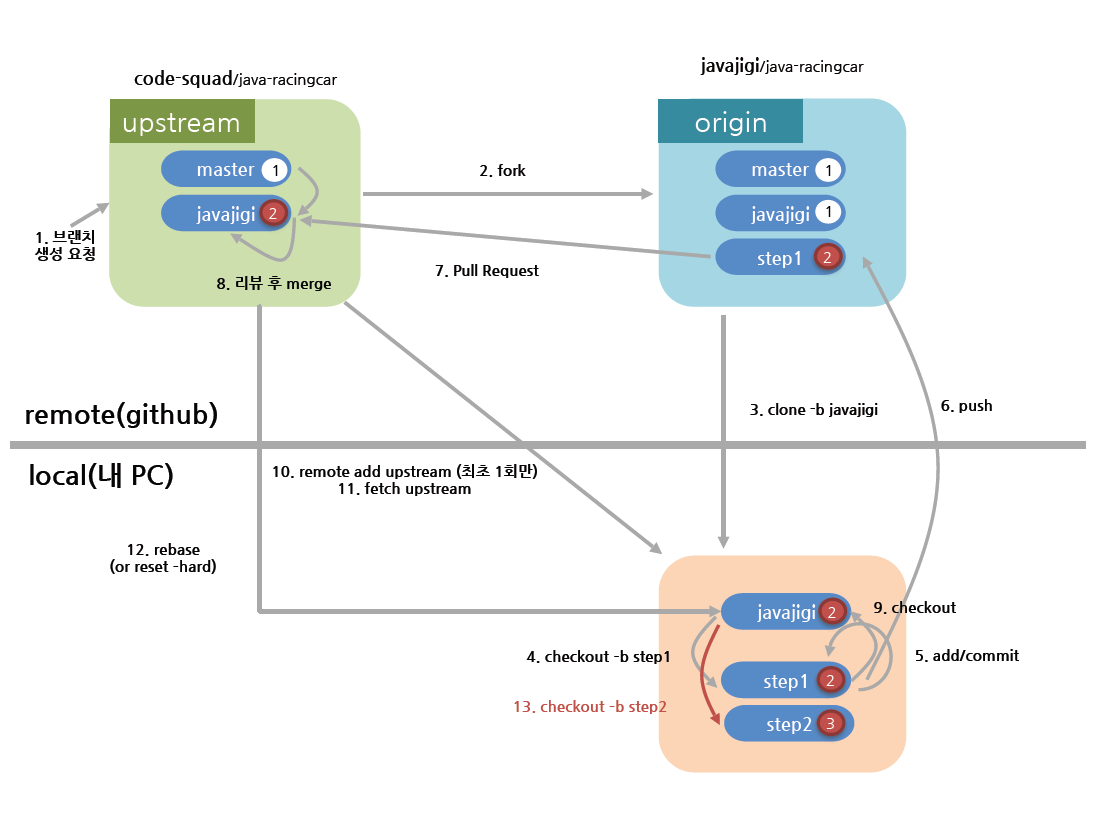 code-squad/java-racingcar
javajigi/java-racingcar
upstream
origin
master 1
javajigi 2
master 1
javajigi 1
step1 2
1. 브랜치
생성 요청
2. fork
7. Pull Request
8. 리뷰 후 merge
3. clone -b javajigi
6. push
remote(github)
local(내 PC)
10. remote add upstream (최초 1회만)
11. fetch upstream
12. rebase
(or reset -hard)
javajigi 2
9. checkout
4. checkout -b step1
5. add/commit
step1 2
13. checkout -b step2
step2 3